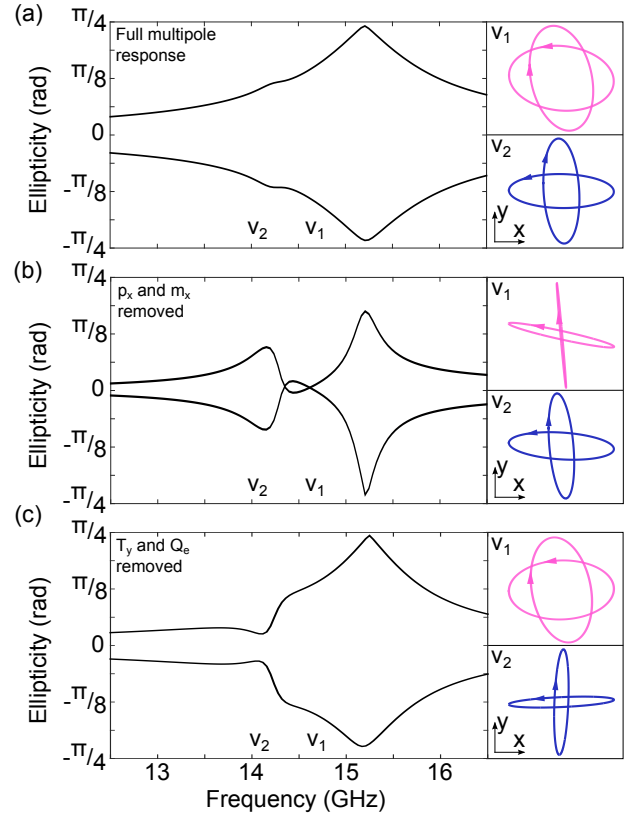 (a)
Full multipole
response
Ellipticity (rad)
π/4
π/8
0
-π/8
-π/4
v2
v1
v1
v2
y
x
(b)
px and mx
removed
Ellipticity (rad)
π/4
π/8
0
-π/8
-π/4
v2
v1
v1
v2
y
x
(c)
Ty and Qe
removed
Ellipticity (rad)
π/4
π/8
0
-π/8
-π/4
v2
v1
v1
v2
y
x
13 14 15 16
Frequency (GHz)